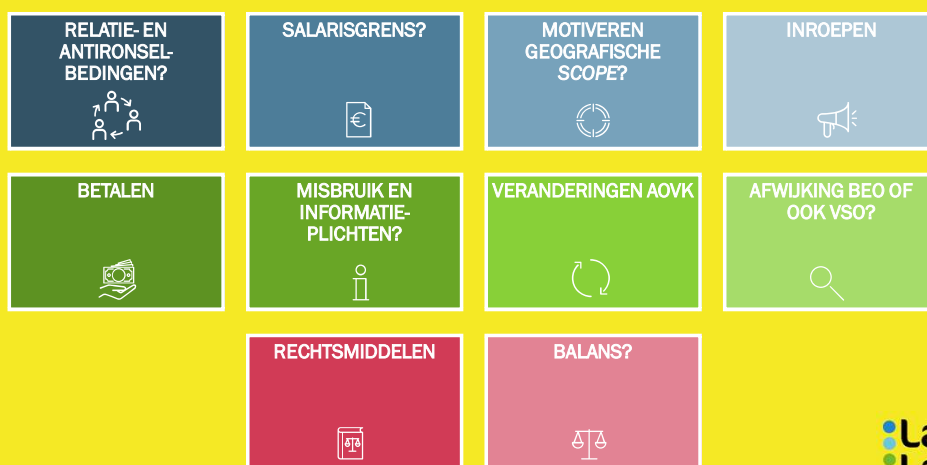 RELATIE- EN
ANTIRONSEL-
BEDINGEN?
SALARISGRENS?
MOTIVEREN
GEOGRAFISCHE
SCOPE?
INROEPEN
BETALEN
MISBRUIK EN
INFORMATIE-
PLICHTEN?
VERANDERINGEN AOVK
AFWIJKING BEO OF
OOK VSO?
RECHTSMIDDELEN
BALANS?